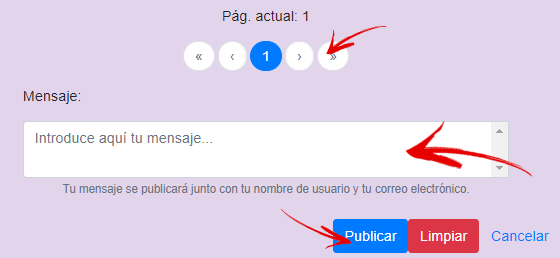 Pág. actual: 1
« ‹ 1 › »
Mensaje:
Introduce aquí tu mensaje...
Tu mensaje se publicará junto con tu nombre de usuario y tu correo electrónico.
Publicar Limpiar Cancelar